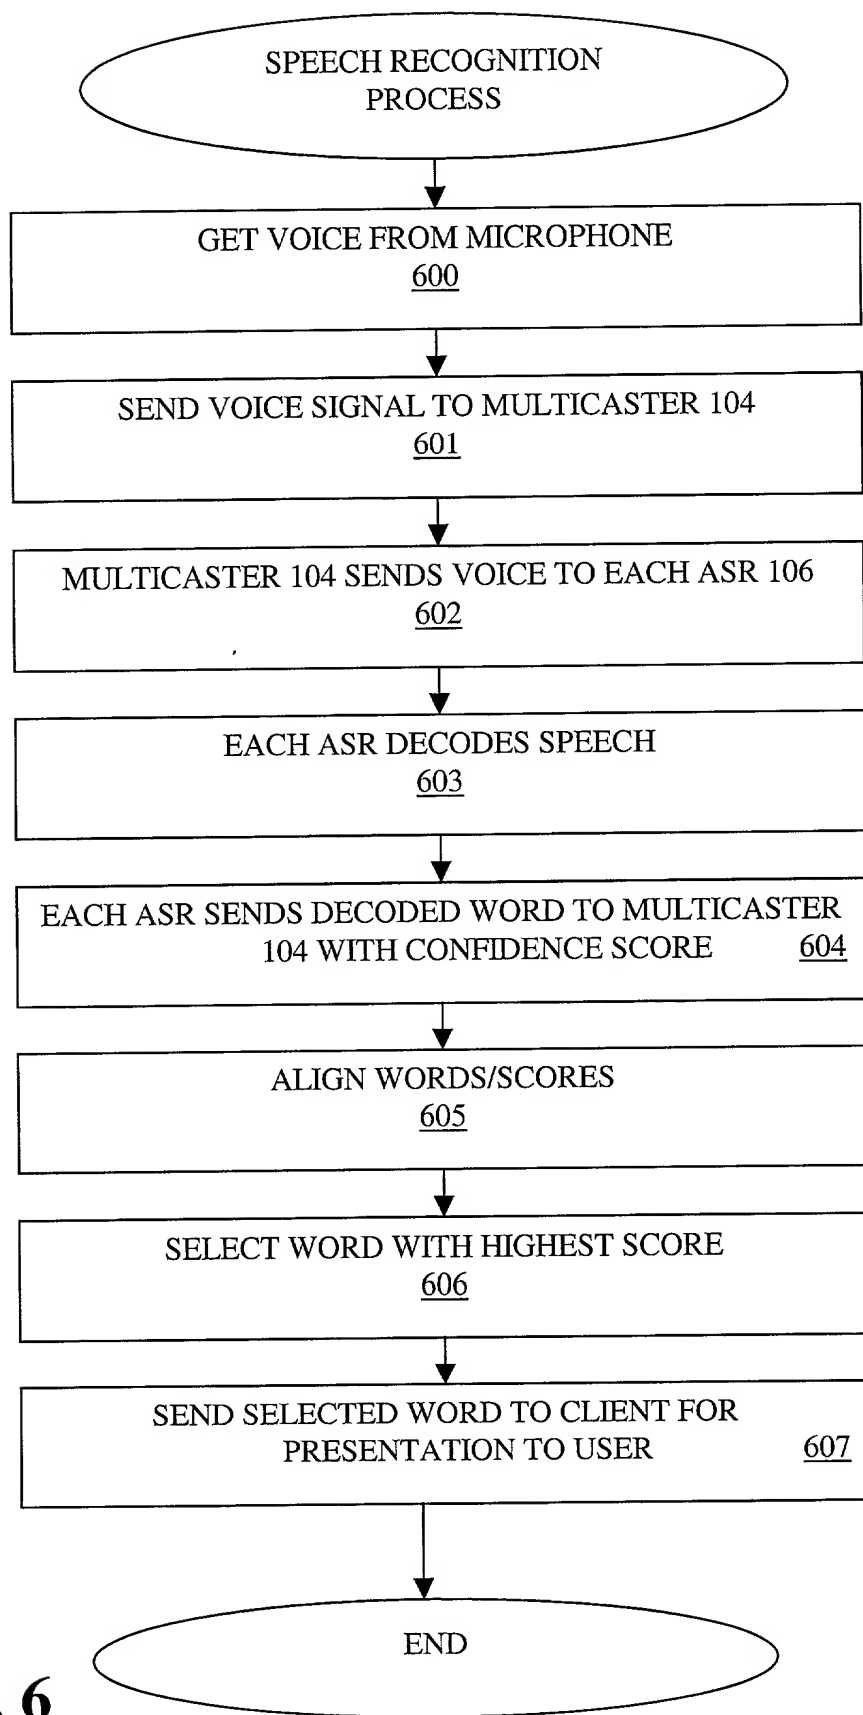 SPEECH RECOGNITION
PROCESS
GET VOICE FROM MICROPHONE
600
SEND VOICE SIGNAL TO MULTICASTER 104
601
MULTICASTER 104 SENDS VOICE TO EACH ASR 106
602
EACH ASR DECODES SPEECH
603
EACH ASR SENDS DECODED WORD TO MULTICASTER
104 WITH CONFIDENCE SCORE 604
ALIGN WORDS/SCORES
605
SELECT WORD WITH HIGHEST SCORE
606
SEND SELECTED WORD TO CLIENT FOR
PRESENTATION TO USER 607
END
6